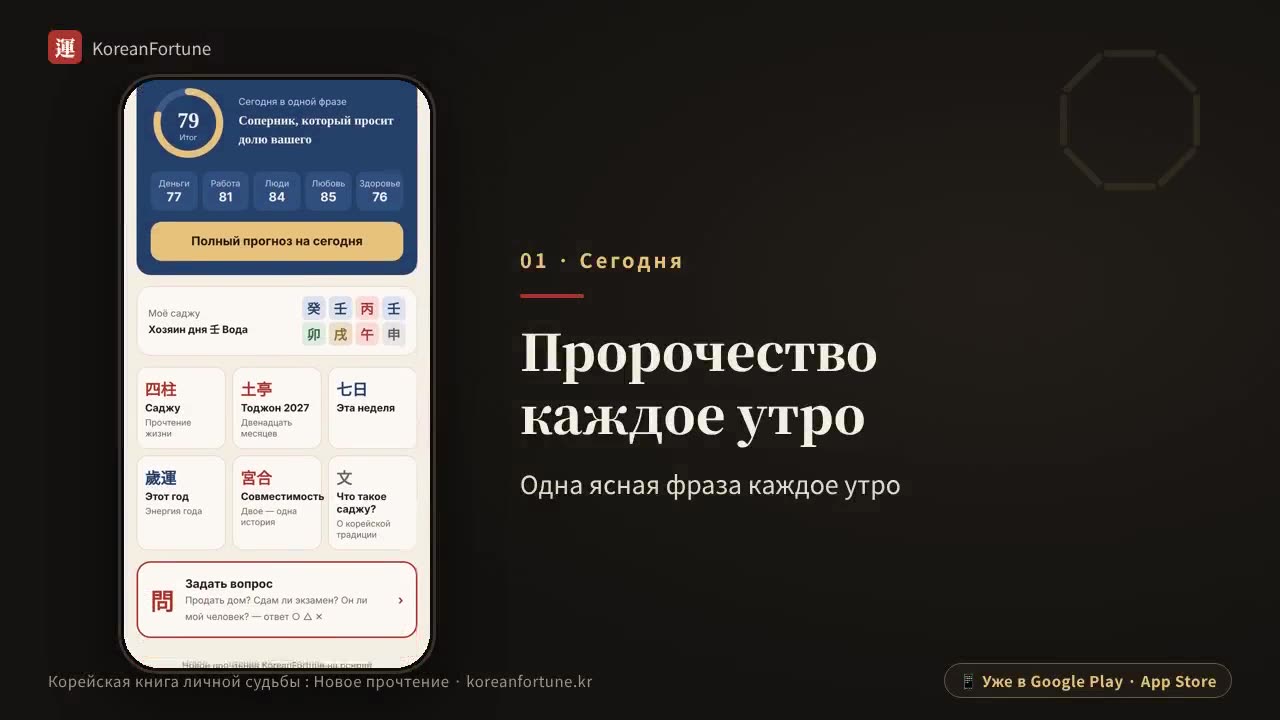 運 KoreanFortune
79
Итог
Сегодня в одной фразе
Соперник, который просит
долю вашего
Деньги Работа Люди Любовь Здоровье
77 81 84 85 76
Полный прогноз на сегодня
Моё саджу
Хозяин дня 壬 Вода
癸 壬 丙 壬
卯 戌 午 申
四柱 土亭 七日
Саджу Тоджон 2027 Эта неделя
Прочтение Двенадцать
жизни месяцев
歲運 宮合 文
Этот год Совместимость Что такое
саджу?
Энергия года Двое — одна
история
О корейской
традиции
問 Задать вопрос
Продать дом? Сдам ли экзамен? Он ли
мой человек? — ответ ○ △ ✕
›
01 · Сегодня
Пророчество
каждое утро
Одна ясная фраза каждое утро
Корейская книга личной судьбы : Новое прочтение · koreanfortune.kr
Уже в Google Play · App Store